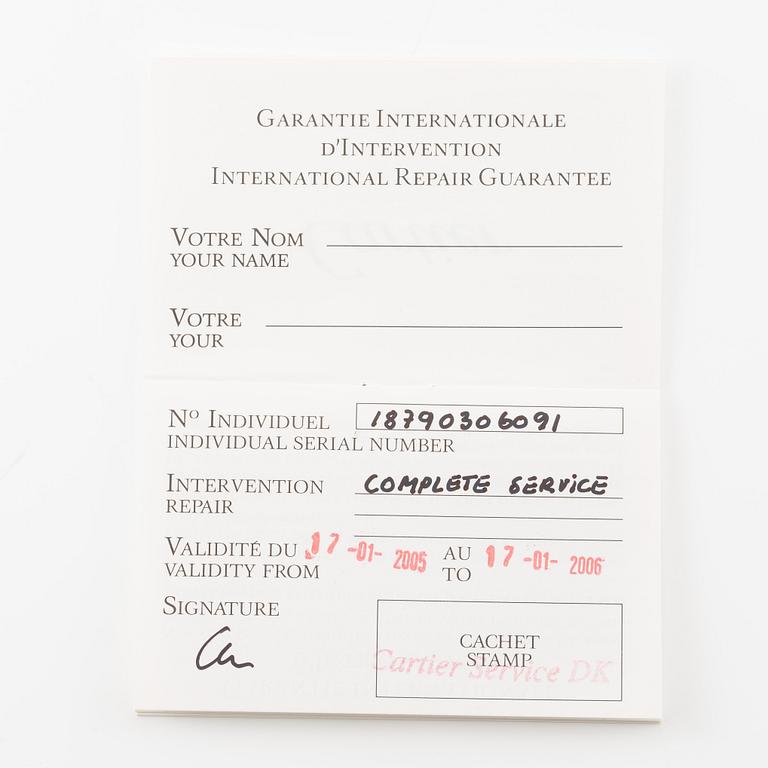 GARANTIE INTERNATIONALE
D'INTERVENTION
INTERNATIONAL REPAIR GUARANTEE
VOTRE NOM
YOUR NAME
VOTRE
YOUR
Nº INDIVIDUEL 18790306091
INDIVIDUAL SERIAL NUMBER
INTERVENTION COMPLETE SERVICE
REPAIR
VALIDITÉ DU 17-01-2005 AU 17-01-2006
VALIDITY FROM TO
SIGNATURE
CACHET
STAMP
Cartier Service DK